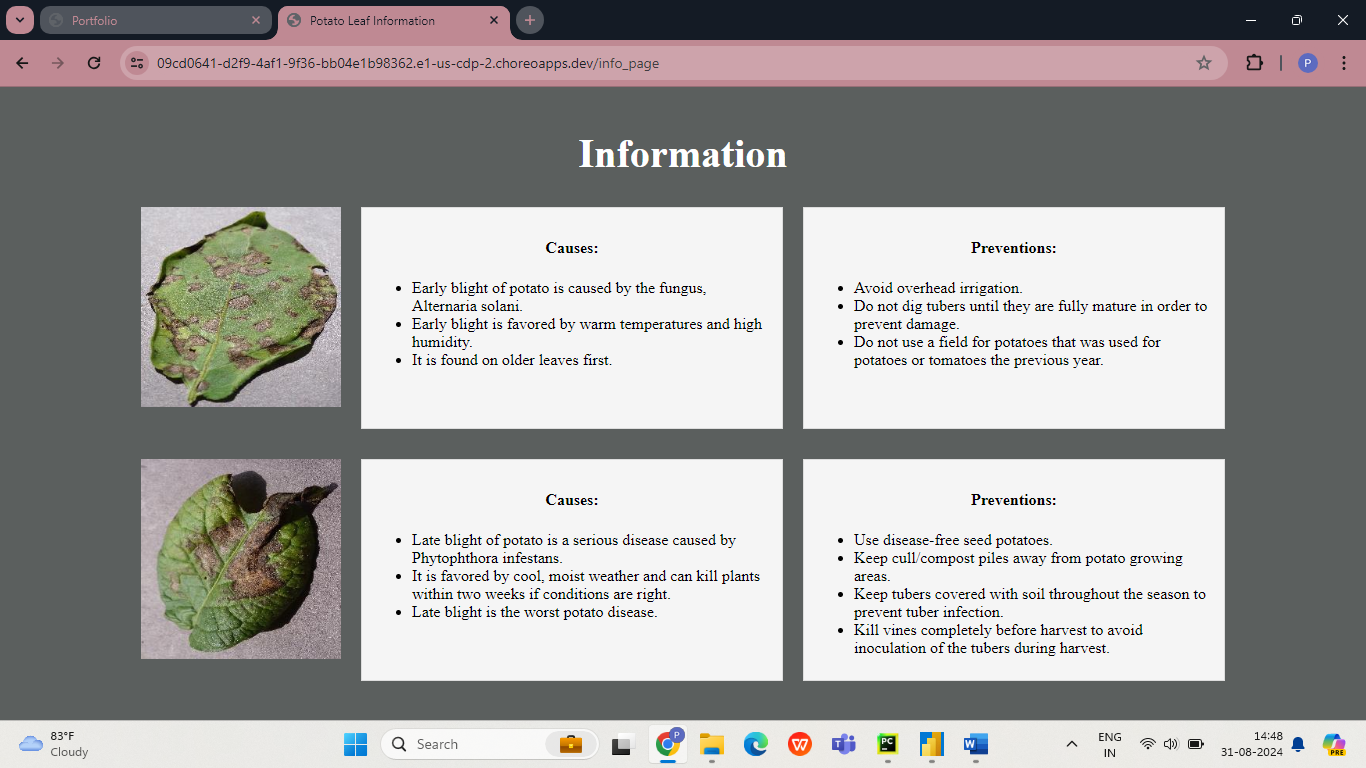 Portfolio
Potato Leaf Information
09cd0641-d2f9-4af1-9f36-bb04e1b98362.e1-us-cdp-2.choreoapps.dev/info_page
P
Information
Causes:
Early blight of potato is caused by the fungus,
Alternaria solani.
Early blight is favored by warm temperatures and high
humidity.
It is found on older leaves first.
Preventions:
Avoid overhead irrigation.
Do not dig tubers until they are fully mature in order to
prevent damage.
Do not use a field for potatoes that was used for
potatoes or tomatoes the previous year.
Causes:
Late blight of potato is a serious disease caused by
Phytophthora infestans.
It is favored by cool, moist weather and can kill plants
within two weeks if conditions are right.
Late blight is the worst potato disease.
Preventions:
Use disease-free seed potatoes.
Keep cull/compost piles away from potato growing
areas.
Keep tubers covered with soil throughout the season to
prevent tuber infection.
Kill vines completely before harvest to avoid
inoculation of the tubers during harvest.
83°F
Cloudy
Search
P
W
T
PC
W
ENG
IN
14:48
31-08-2024
PRE